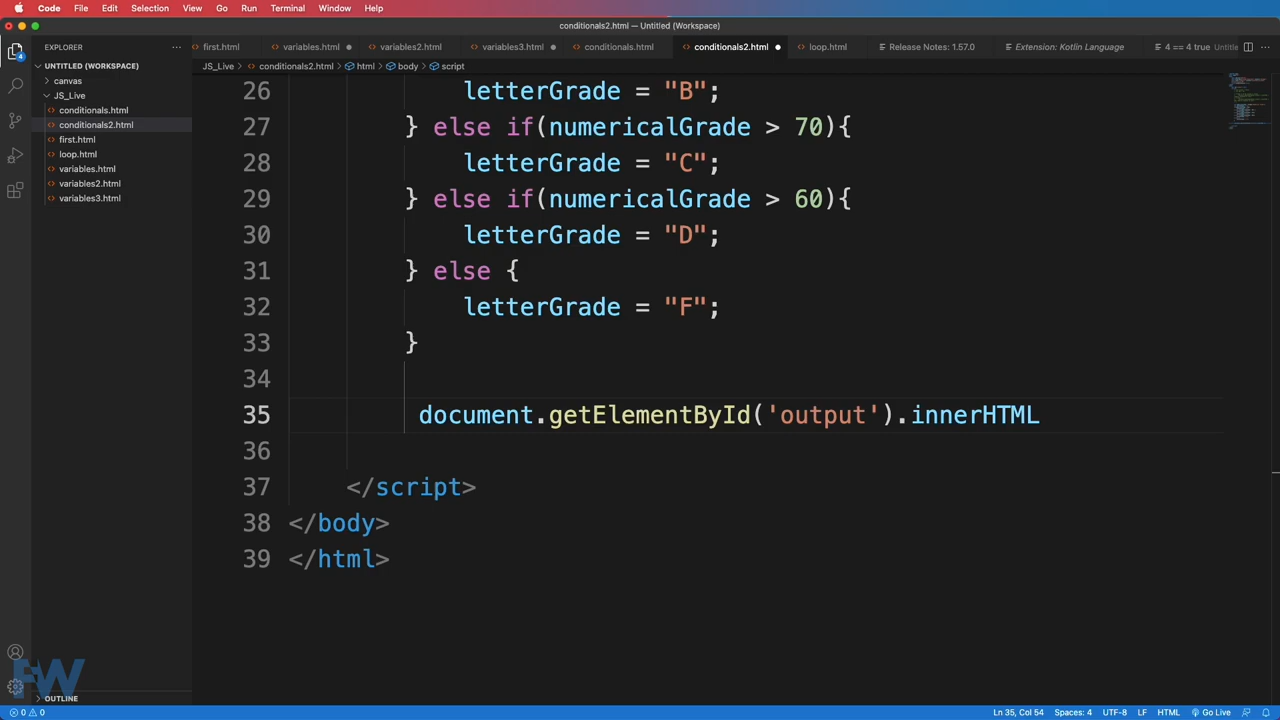 Code File Edit Selection View Go Run Terminal Window Help
conditionals2.html — Untitled (Workspace)
EXPLORER ··· first.html variables.html variables2.html variables3.html conditionals.html conditionals2.html loop.html Release Notes: 1.57.0 Extension: Kotlin Language 4 == 4 true Untitle
UNTITLED (WORKSPACE)
JS_Live > conditionals2.html > html > body > script
canvas
JS_Live
conditionals.html
conditionals2.html
first.html
loop.html
variables.html
variables2.html
variables3.html
4
26 letterGrade = "B";
27 } else if(numericalGrade > 70){
28 letterGrade = "C";
29 } else if(numericalGrade > 60){
30 letterGrade = "D";
31 } else {
32 letterGrade = "F";
33 }
34
35 document.getElementById('output').innerHTML
36
37 </script>
38 </body>
39 </html>
FW
OUTLINE
0 0 Ln 35, Col 54 Spaces: 4 UTF-8 LF HTML Go Live